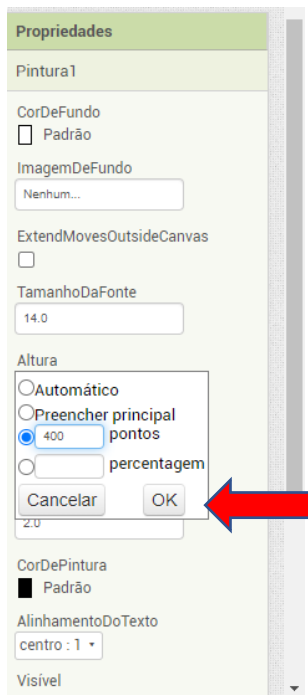 Propriedades
Pintura1
CorDeFundo
Padrão
ImagemDeFundo
Nenhum...
ExtendMovesOutsideCanvas
TamanhoDaFonte
14.0
Altura
Automático
Preencher principal
400 pontos
percentagem
Cancelar OK
2.0
CorDePintura
Padrão
AlinhamentoDoTexto
centro : 1
Visível